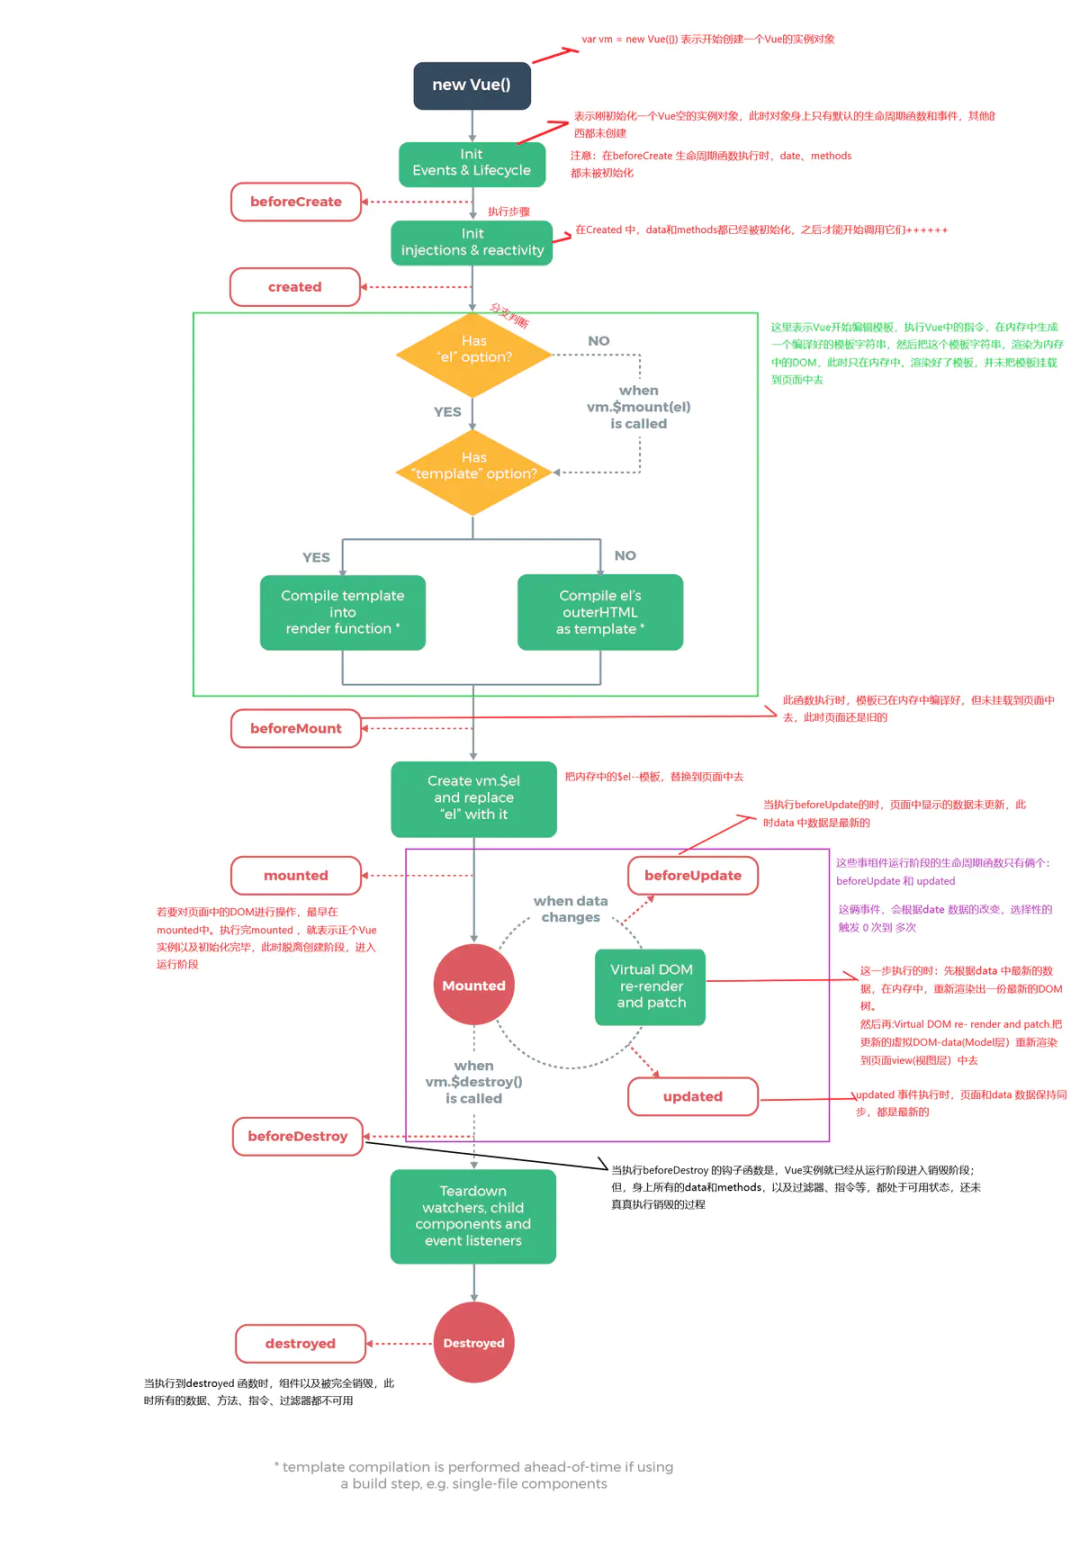 var vm = new Vue({}) 表示开始创建一个Vue的实例对象
new Vue()
表示刚初始化一个Vue空的实例对象，此时对象身上只有默认的生命周期函数和事件，其他的
西都未创建
Init
Events & Lifecycle
注意：在beforeCreate 生命周期函数执行时，date、methods
都未被初始化
beforeCreate
执行步骤
Init
injections & reactivity
在Created 中，data和methods都已经被初始化，之后才能开始调用它们++++++
created
分支判断
Has
“el” option?
NO
这里表示Vue开始编辑模板，执行Vue中的指令，在内存中生成
一个编译好的模板字符串，然后把这个模板字符串，渲染为内存
中的DOM，此时只在内存中，渲染好了模板，并未把模板挂载
到页面中去
when
vm.$mount(el)
is called
YES
Has
“template” option?
YES
NO
Compile template
into
render function *
Compile el’s
outerHTML
as template *
此函数执行时，模板已在内存中编译好，但未挂载到页面中
去，此时页面还是旧的
beforeMount
Create vm.$el
and replace
“el” with it
把内存中的$el--模板，替换到页面中去
当执行beforeUpdate的时，页面中显示的数据未更新，此
时data 中数据是最新的
mounted
beforeUpdate
这些事组件运行阶段的生命周期函数只有俩个：
beforeUpdate 和 updated
若要对页面中的DOM进行操作，最早在
mounted中。执行完mounted ，就表示正个Vue
实例以及初始化完毕，此时脱离创建阶段，进入
运行阶段
when data
changes
这俩事件，会根据date 数据的改变，选择性的
触发 0 次到 多次
Mounted
Virtual DOM
re-render
and patch
这一步执行的时：先根据data 中最新的数
据，在内存中，重新渲染出一份最新的DOM
树。
然后再:Virtual DOM re- render and patch.把
更新的虚拟DOM-data(Model层）重新渲染
到页面view(视图层）中去
when
vm.$destroy()
is called
updated
updated 事件执行时，页面和data 数据保持同
步，都是最新的
beforeDestroy
当执行beforeDestroy 的钩子函数是，Vue实例就已经从运行阶段进入销毁阶段；
但，身上所有的data和methods，以及过滤器、指令等，都处于可用状态，还未
真真执行销毁的过程
Teardown
watchers, child
components and
event listeners
destroyed
Destroyed
当执行到destroyed 函数时，组件以及被完全销毁，此
时所有的数据、方法、指令、过滤器都不可用
* template compilation is performed ahead-of-time if using
a build step, e.g. single-file components